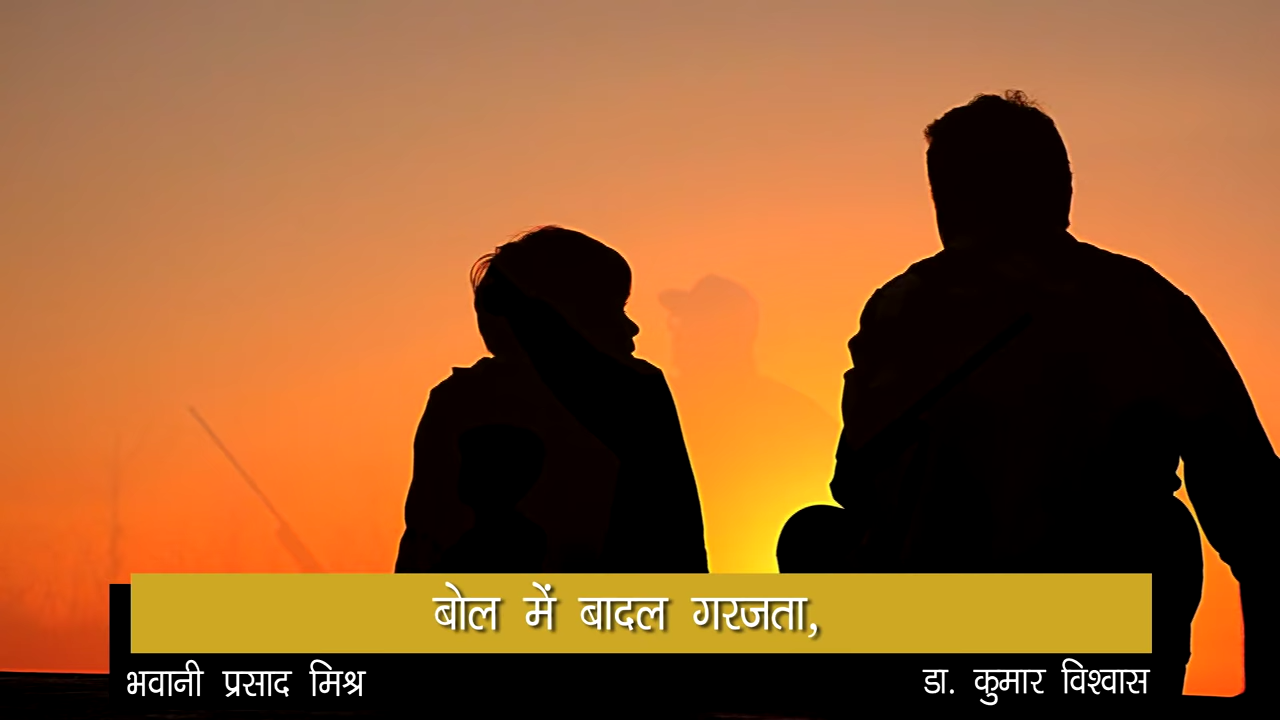 बोल में बादल गरजता,
भवानी प्रसाद मिश्र
डा. कुमार विश्वास